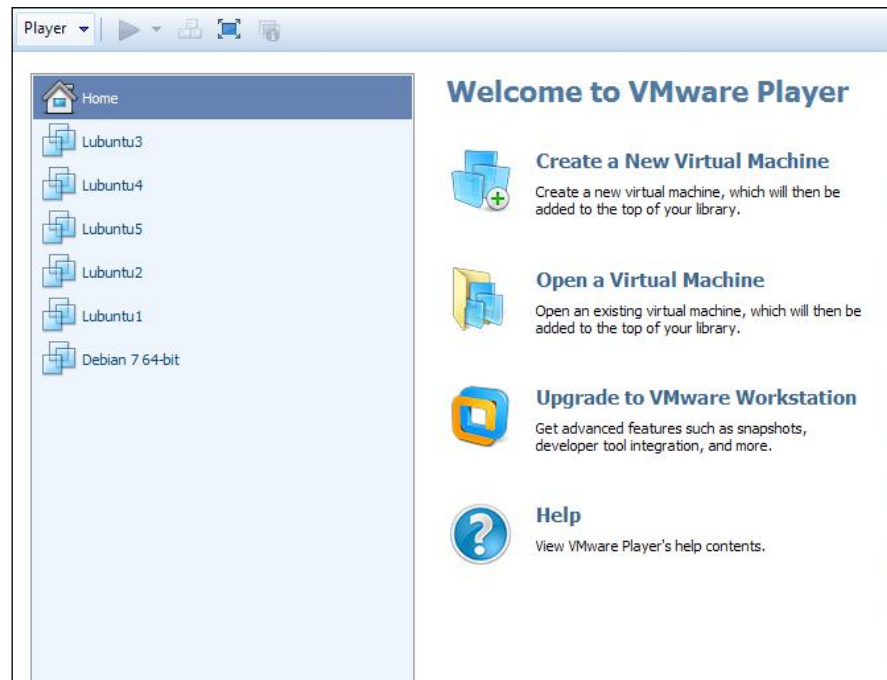 Player
Home
Lubuntu3
Lubuntu4
Lubuntu5
Lubuntu2
Lubuntu1
Debian 7 64-bit
Welcome to VMware Player
Create a New Virtual Machine
Create a new virtual machine, which will then be
added to the top of your library.
Open a Virtual Machine
Open an existing virtual machine, which will then be
added to the top of your library.
Upgrade to VMware Workstation
Get advanced features such as snapshots,
developer tool integration, and more.
Help
View VMware Player's help contents.